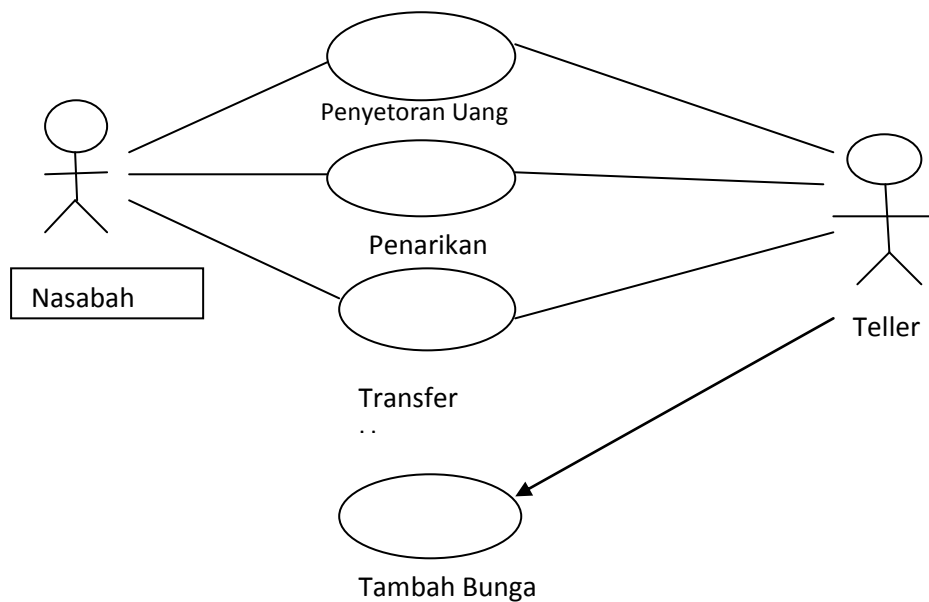 Penyetoran Uang
Penarikan
Nasabah
Teller
Transfer
Tambah Bunga